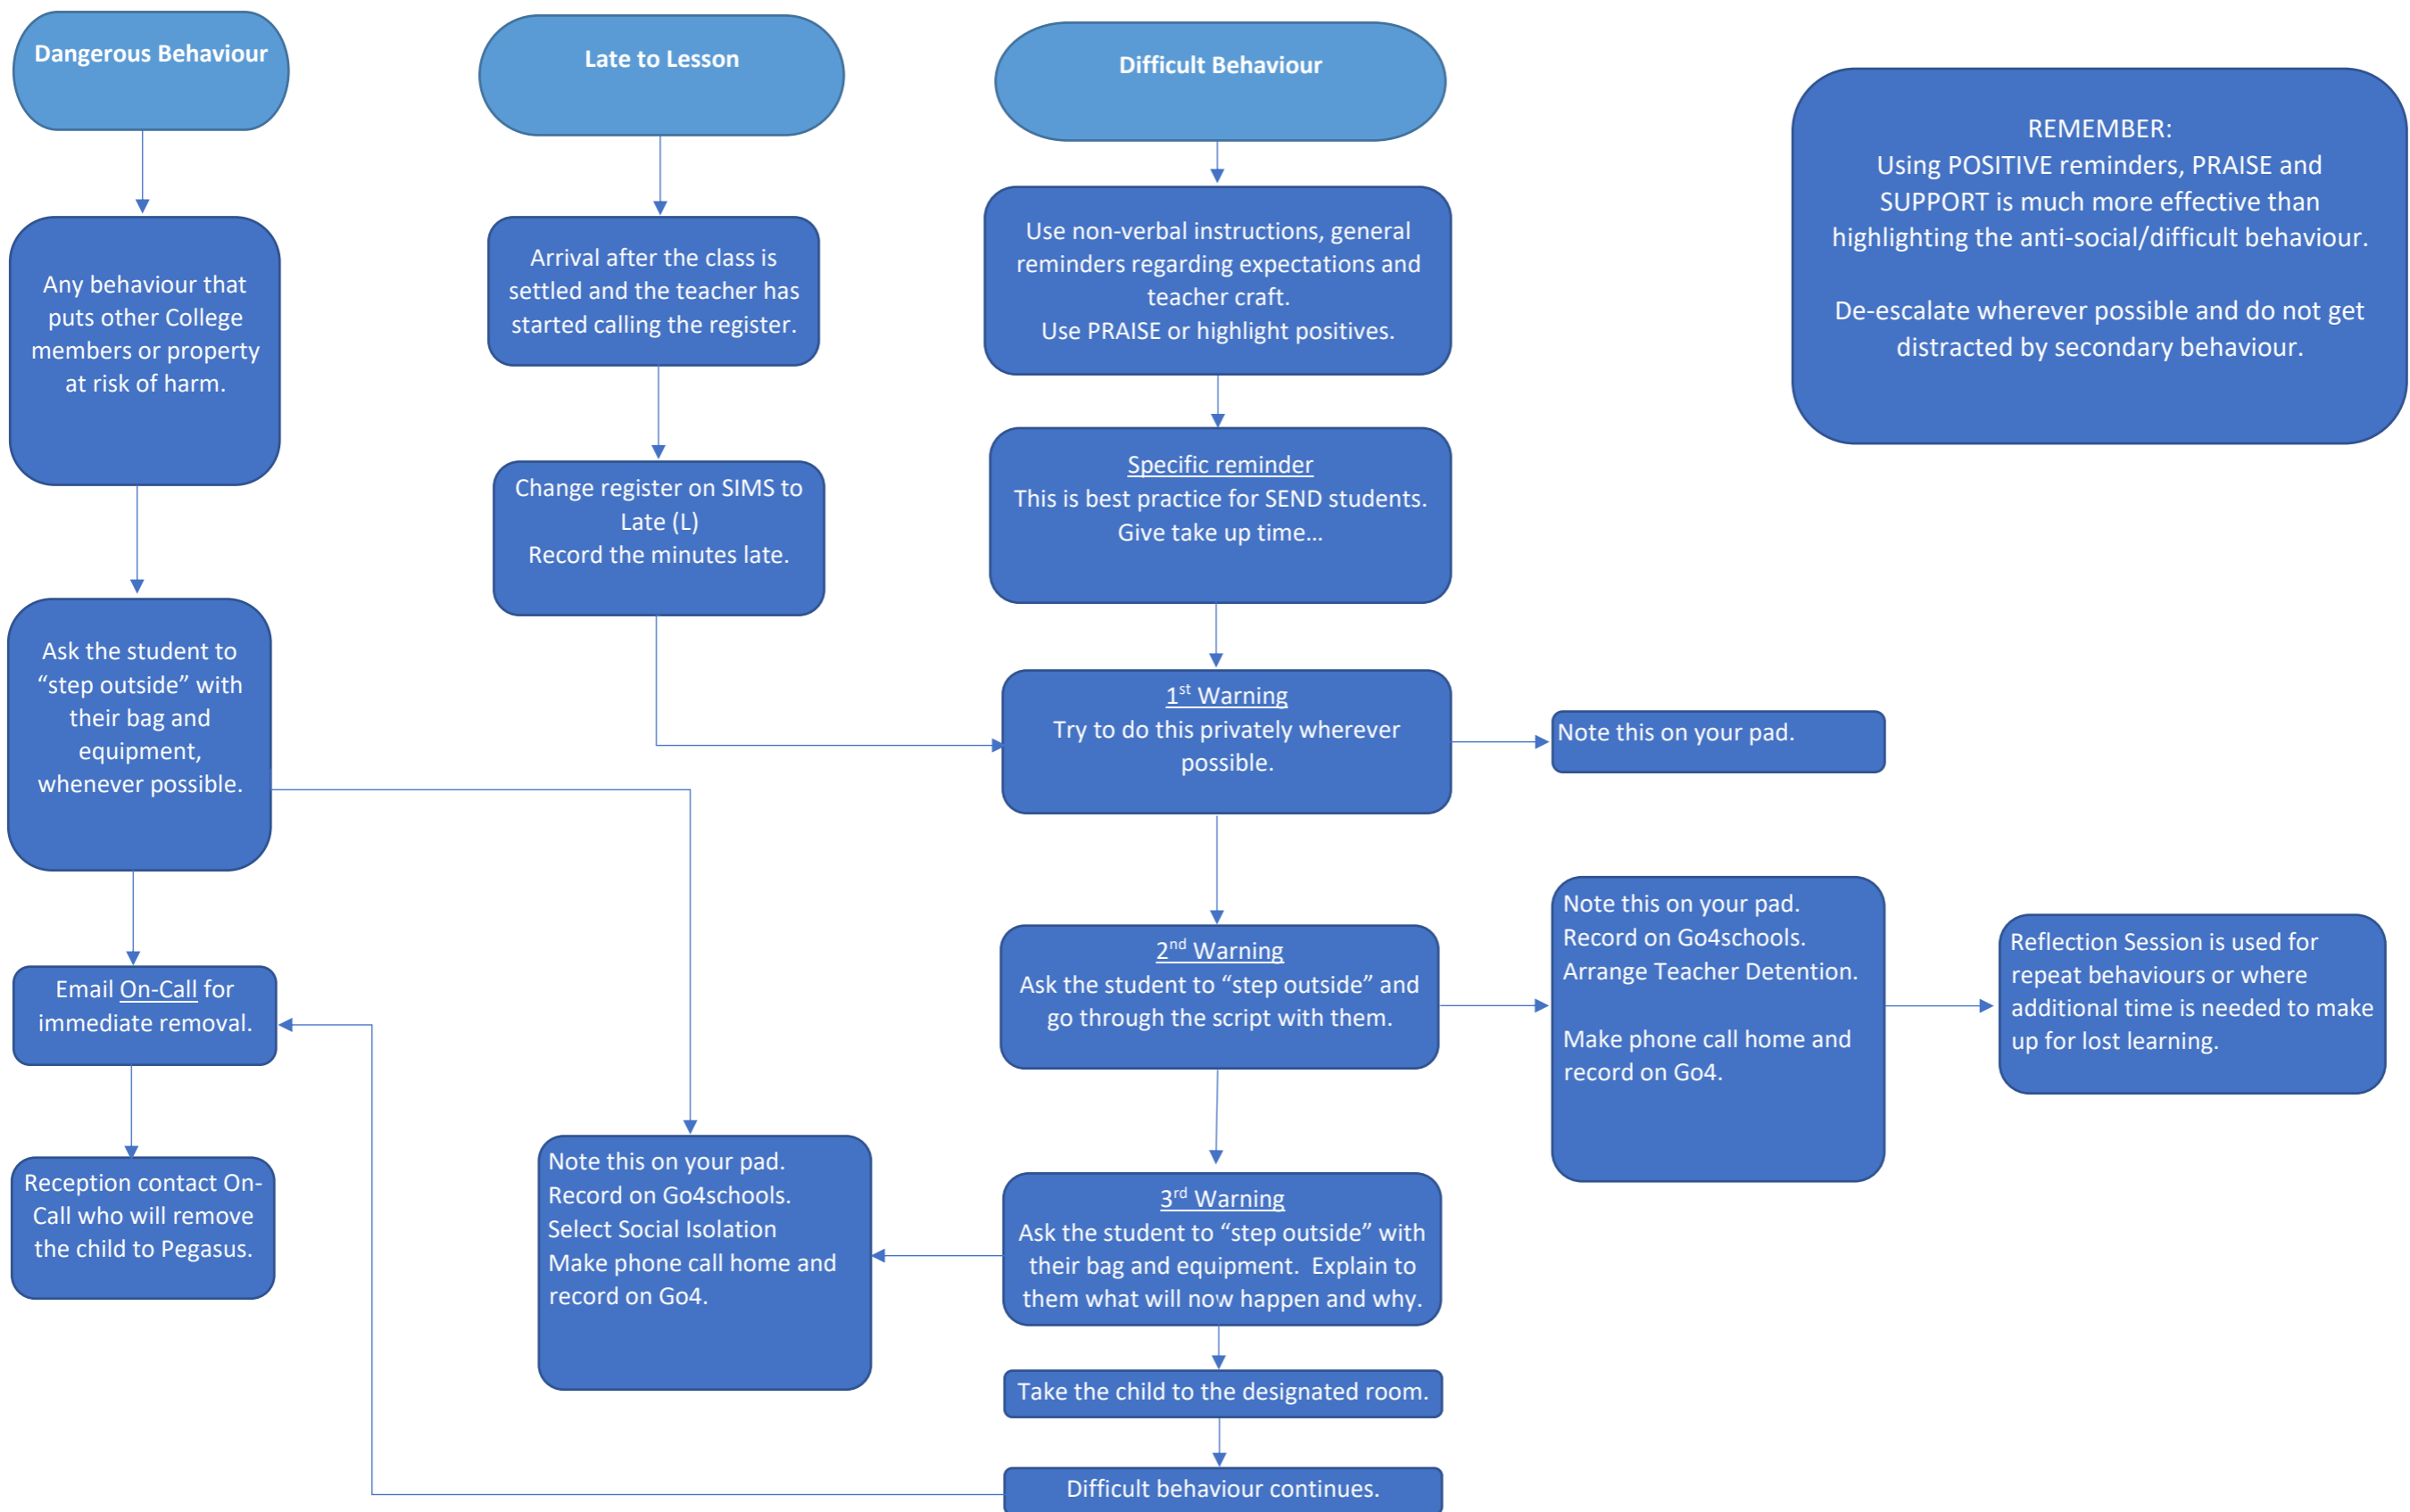 Dangerous Behaviour
Any behaviour that
puts other College
members or property
at risk of harm.
Ask the student to
“step outside” with
their bag and
equipment,
whenever possible.
Email On-Call for
immediate removal.
Reception contact On-
Call who will remove
the child to Pegasus.
Late to Lesson
Arrival after the class is
settled and the teacher has
started calling the register.
Change register on SIMS to
Late (L)
Record the minutes late.
Difficult Behaviour
Use non-verbal instructions, general
reminders regarding expectations and
teacher craft.
Use PRAISE or highlight positives.
Specific reminder
This is best practice for SEND students.
Give take up time…
1st Warning
Try to do this privately wherever
possible.
Note this on your pad.
2nd Warning
Ask the student to “step outside” and
go through the script with them.
Note this on your pad.
Record on Go4schools.
Arrange Teacher Detention.
Make phone call home and
record on Go4.
Reflection Session is used for
repeat behaviours or where
additional time is needed to make
up for lost learning.
3rd Warning
Ask the student to “step outside” with
their bag and equipment.  Explain to
them what will now happen and why.
Note this on your pad.
Record on Go4schools.
Select Social Isolation
Make phone call home and
record on Go4.
Take the child to the designated room.
Difficult behaviour continues.
REMEMBER:
Using POSITIVE reminders, PRAISE and
SUPPORT is much more effective than
highlighting the anti-social/difficult behaviour.
De-escalate wherever possible and do not get
distracted by secondary behaviour.